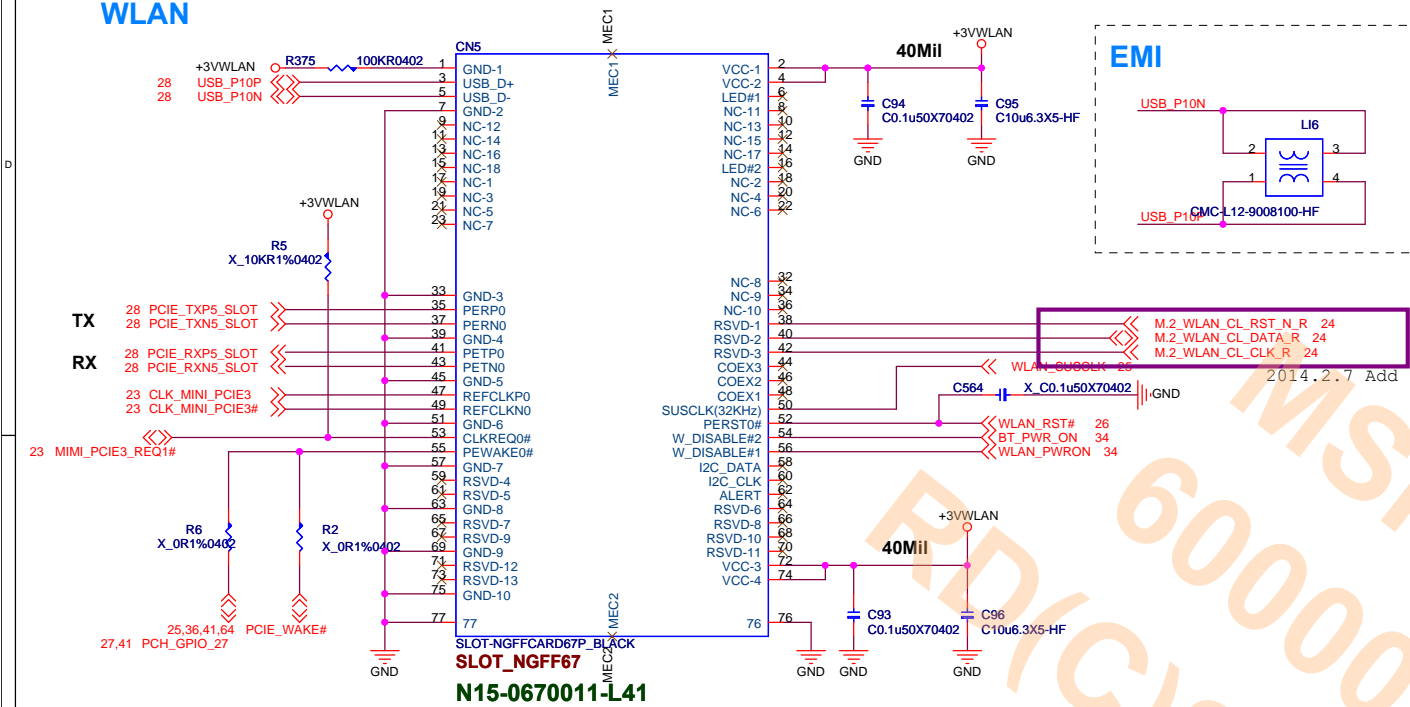 WLAN
+3VWLAN
R375
100KR0402
28 USB_P10P
28 USB_P10N
CN5
MEC1
MEC1
1 GND-1
3 USB_D+
5 USB_D-
7 GND-2
9 NC-12
11 NC-14
13 NC-16
15 NC-18
17 NC-1
19 NC-3
21 NC-5
23 NC-7
33 GND-3
35 PERP0
37 PERN0
39 GND-4
41 PETP0
43 PETN0
45 GND-5
47 REFCLKP0
49 REFCLKN0
51 GND-6
53 CLKREQ0#
55 PEWAKE0#
57 GND-7
59 RSVD-4
61 RSVD-5
63 GND-8
65 RSVD-7
67 RSVD-9
69 GND-9
71 RSVD-12
73 RSVD-13
75 GND-10
77 77
VCC-1 2
VCC-2 4
LED#1 6
NC-11 8
NC-13 10
NC-15 12
NC-17 14
LED#2 16
NC-2 18
NC-4 20
NC-6 22
NC-8 32
NC-9 34
NC-10 36
RSVD-1 38
RSVD-2 40
RSVD-3 42
COEX3 44
COEX2 46
COEX1 48
SUSCLK(32KHz) 50
PERST0# 52
W_DISABLE#2 54
W_DISABLE#1 56
I2C_DATA 58
I2C_CLK 60
ALERT 62
RSVD-6 64
RSVD-8 66
RSVD-10 68
RSVD-11 70
VCC-3 72
VCC-4 74
76 76
MEC2
MEC2
SLOT-NGFFCARD67P_BLACK
SLOT_NGFF67
N15-0670011-L41
+3VWLAN
R5
X_10KR1%0402
TX
28 PCIE_TXP5_SLOT
28 PCIE_TXN5_SLOT
RX
28 PCIE_RXP5_SLOT
28 PCIE_RXN5_SLOT
23 CLK_MINI_PCIE3
23 CLK_MINI_PCIE3#
23 MIMI_PCIE3_REQ1#
R6
X_0R1%0402
R2
X_0R1%0402
25,36,41,64 PCIE_WAKE#
27,41 PCH_GPIO_27
GND
40Mil
+3VWLAN
C94
C0.1u50X70402
C95
C10u6.3X5-HF
GND
GND
EMI
USB_P10N
LI6
2
3
1
4
CMC-L12-9008100-HF
USB_P10P
M.2_WLAN_CL_RST_N_R 24
M.2_WLAN_CL_DATA_R 24
M.2_WLAN_CL_CLK_R 24
2014.2.7 Add
WLAN_SUSCLK 25
C564
X_C0.1u50X70402
GND
WLAN_RST# 26
BT_PWR_ON 34
WLAN_PWRON 34
+3VWLAN
40Mil
C93
C0.1u50X70402
C96
C10u6.3X5-HF
GND
GND
GND
D